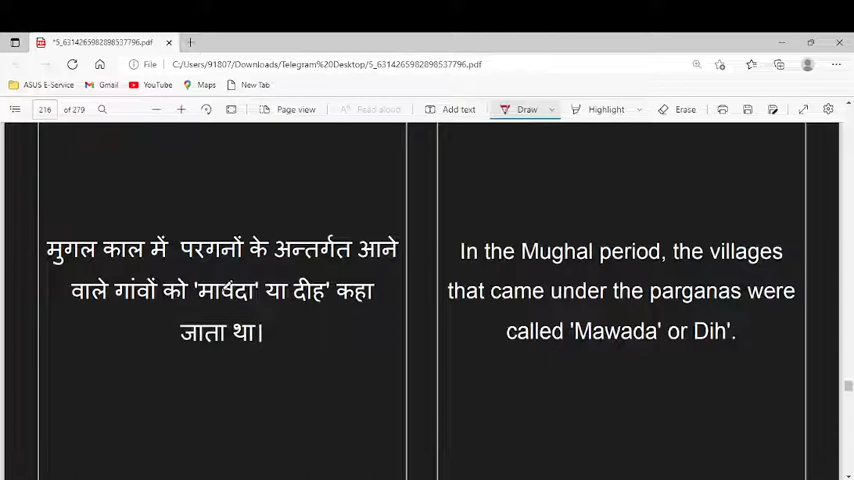 *5_6314265982898537796.pdf
File C:/Users/91807/Downloads/Telegram%20Desktop/5_6314265982898537796.pdf
ASUS E-Service Gmail YouTube Maps New Tab
216 of 279 Page view Read aloud Add text Draw Highlight Erase
मुगल काल में परगनों के अन्तर्गत आने
वाले गांवों को 'मावदा' या दीह' कहा
जाता था।
In the Mughal period, the villages
that came under the parganas were
called 'Mawada' or Dih'.